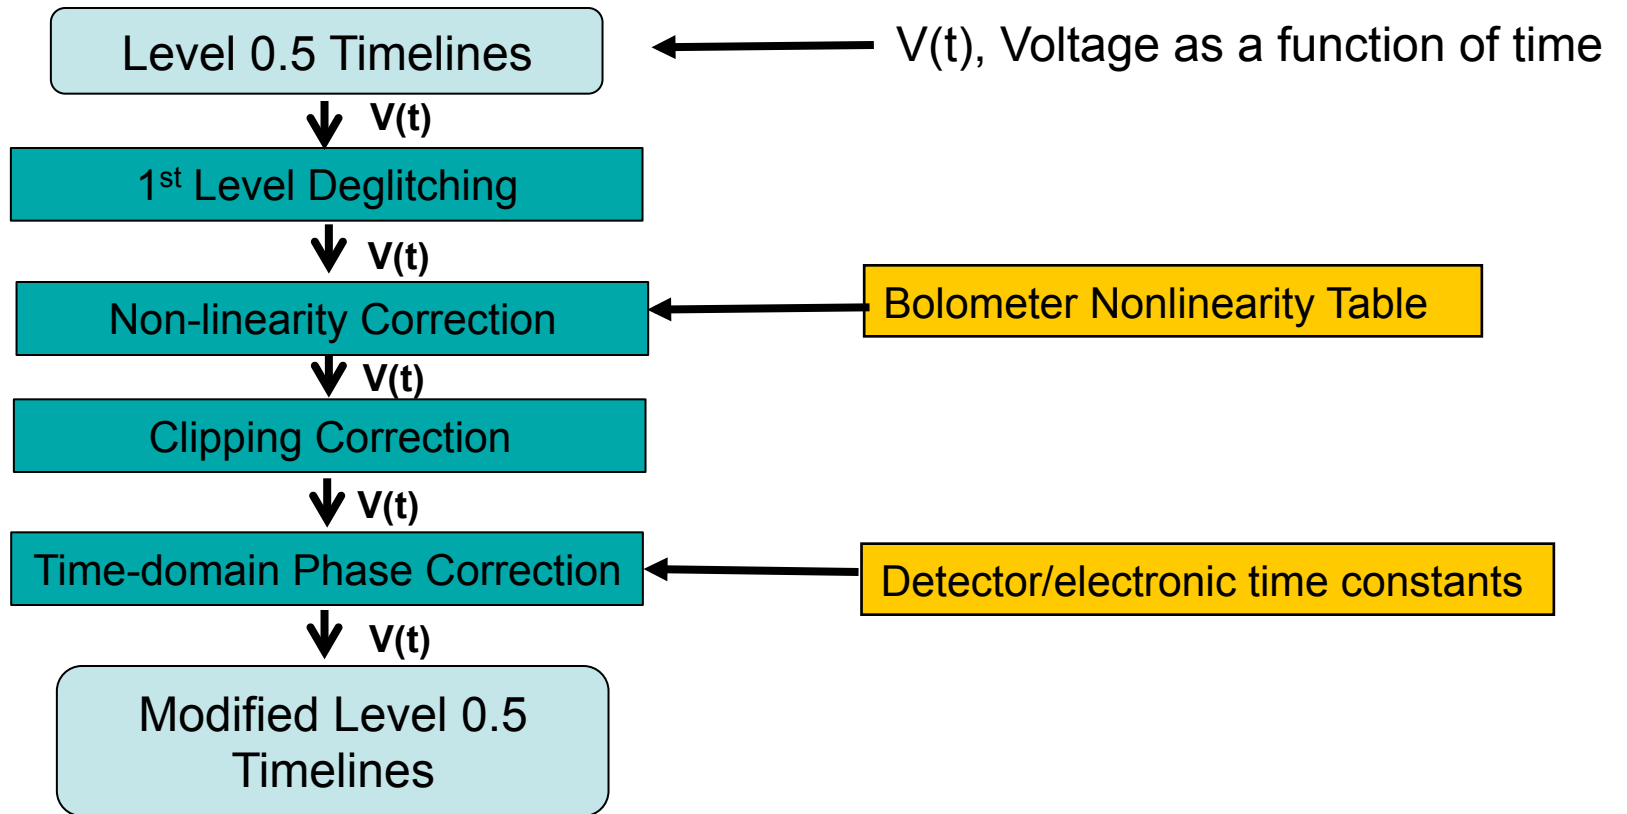 Level 0.5 Timelines
V(t), Voltage as a function of time
V(t)
1st Level Deglitching
V(t)
Non-linearity Correction
Bolometer Nonlinearity Table
V(t)
Clipping Correction
V(t)
Time-domain Phase Correction
Detector/electronic time constants
V(t)
Modified Level 0.5
Timelines